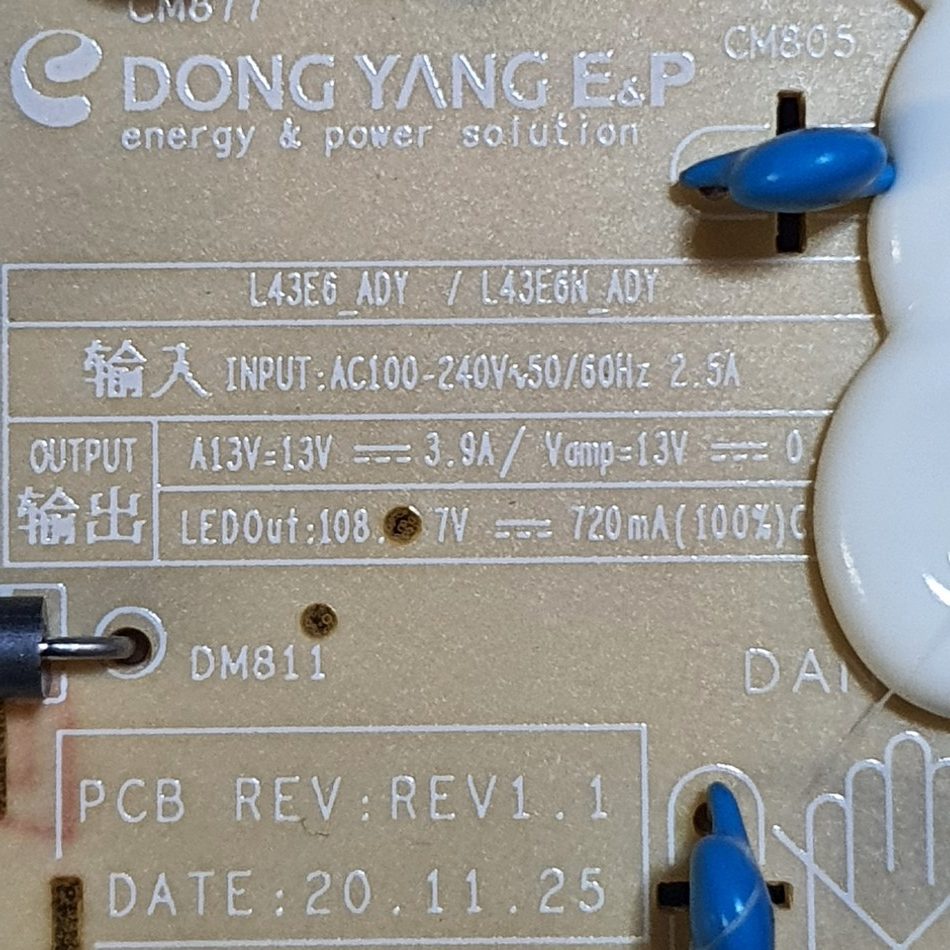 CM877
CM805
DONG YANG E&P
energy & power solution
L43E6_ADY / L43E6N_ADY
输入 INPUT:AC100-240V∿50/60Hz 2.5A
OUTPUT
输出
A13V=13V ⎓ 3.9A/ Vamp=13V ⎓ 0
LEDOut:108.7V ⎓ 720mA(100%)
DM811
DAN
PCB REV:REV1.1
DATE:20.11.25